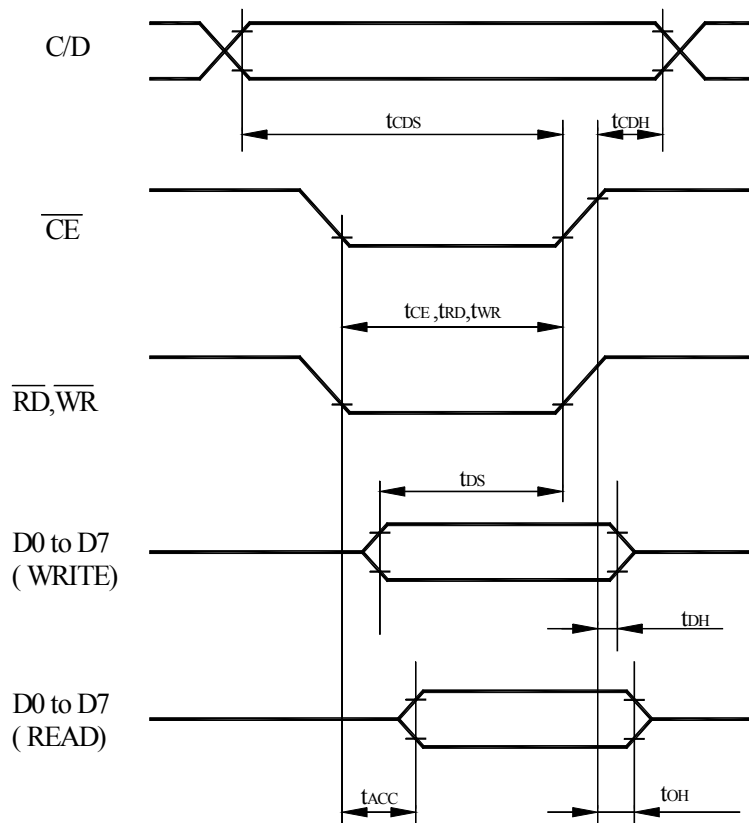 C/D
tCDS
tCDH
CE
tCE ,tRD,tWR
RD,WR
tDS
D0 to D7
( WRITE)
tDH
D0 to D7
( READ)
tACC
tOH